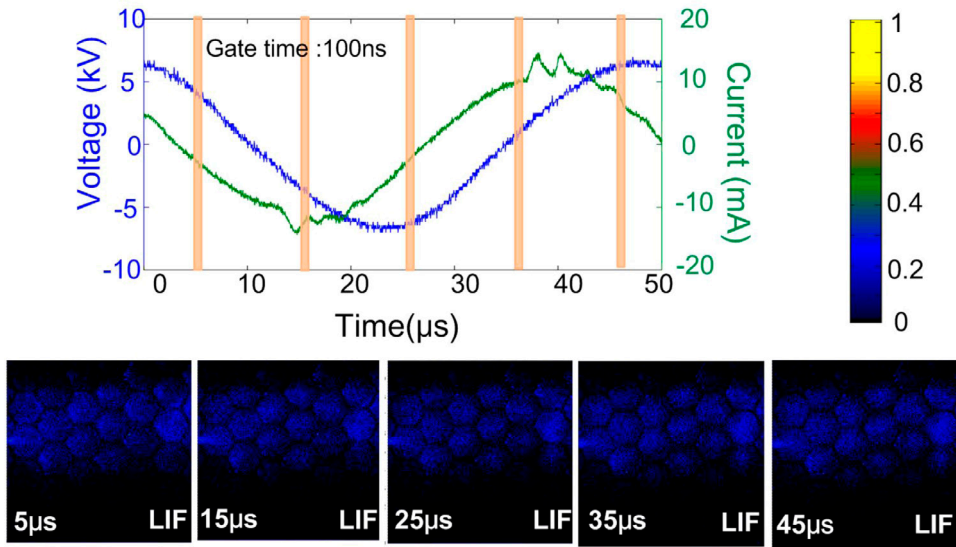 10
5
0
-5
-10
Voltage (kV)
Gate time :100ns
20
10
0
-10
-20
Current (mA)
0 10 20 30 40 50
Time(µs)
1
0.8
0.6
0.4
0.2
0
5µs LIF
15µs LIF
25µs LIF
35µs LIF
45µs LIF